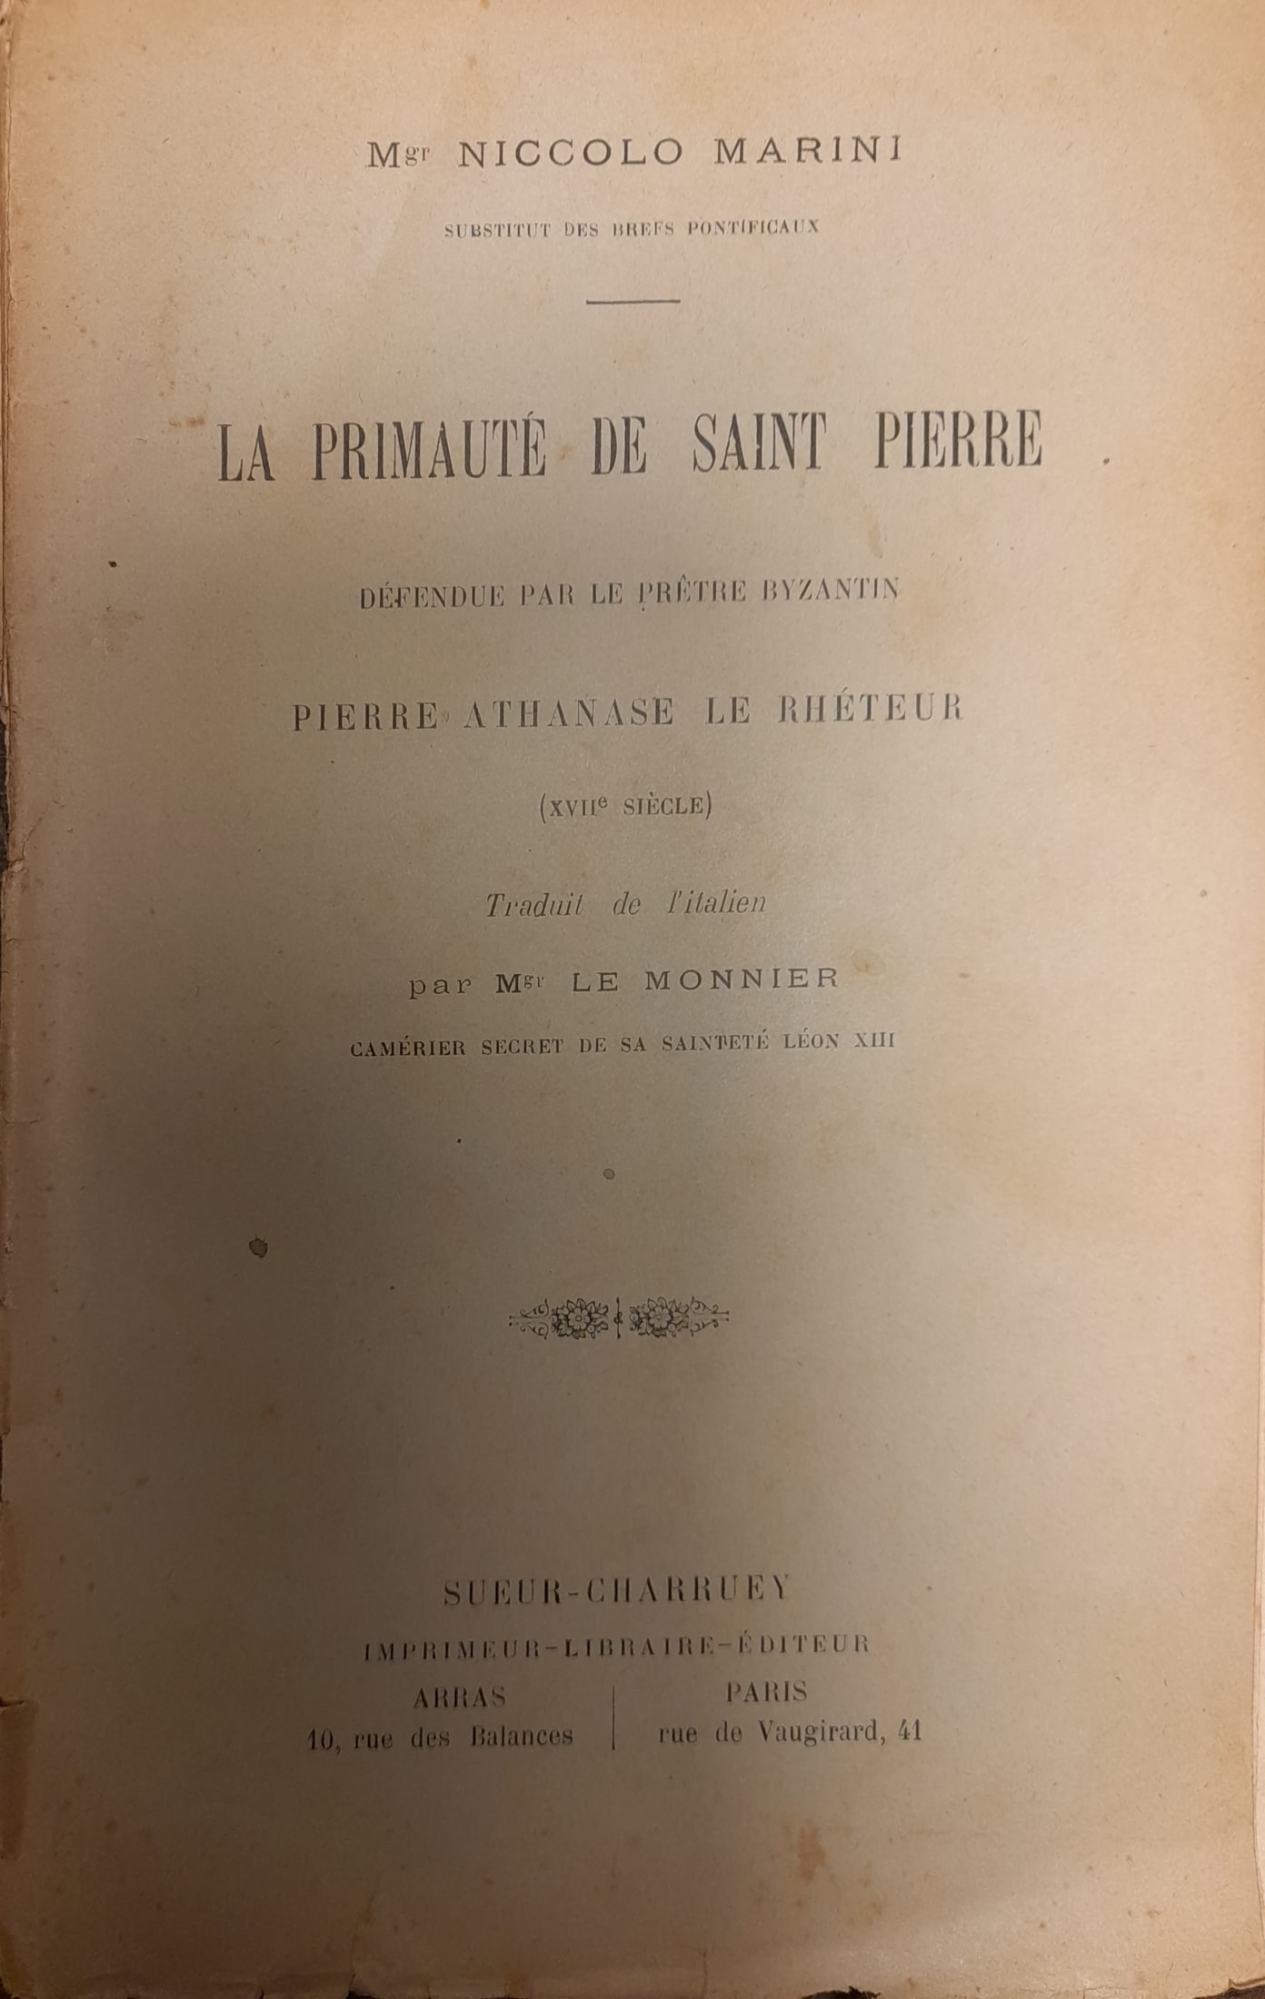 Mgr NICCOLO MARINI
SUBSTITUT DES BREFS PONTIFICAUX
LA PRIMAUTÉ DE SAINT PIERRE
DÉFENDUE PAR LE PRÊTRE BYZANTIN
PIERRE ATHANASE LE RHÉTEUR
(XVIIe SIÈCLE)
Traduit de l'italien
par Mgr LE MONNIER
CAMÉRIER SECRET DE SA SAINTETÉ LÉON XIII
SUEUR-CHARRUEY
IMPRIMEUR-LIBRAIRE-ÉDITEUR
ARRAS
10, rue des Balances
PARIS
rue de Vaugirard, 41